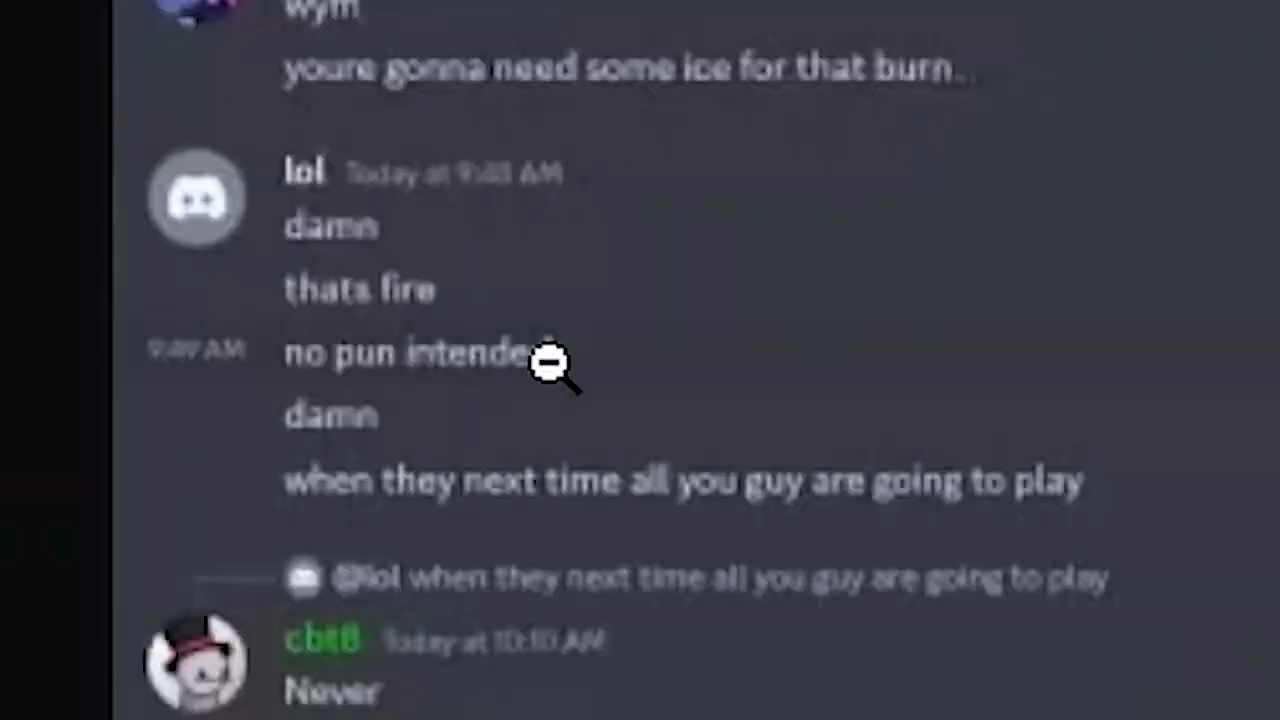 wym
youre gonna need some ice for that burn..
lol Today at 9:48 AM
damn
thats fire
9:49 AM no pun intended
damn
when they next time all you guy are going to play
@lol when they next time all you guy are going to play
cbt8 Today at 10:10 AM
Never